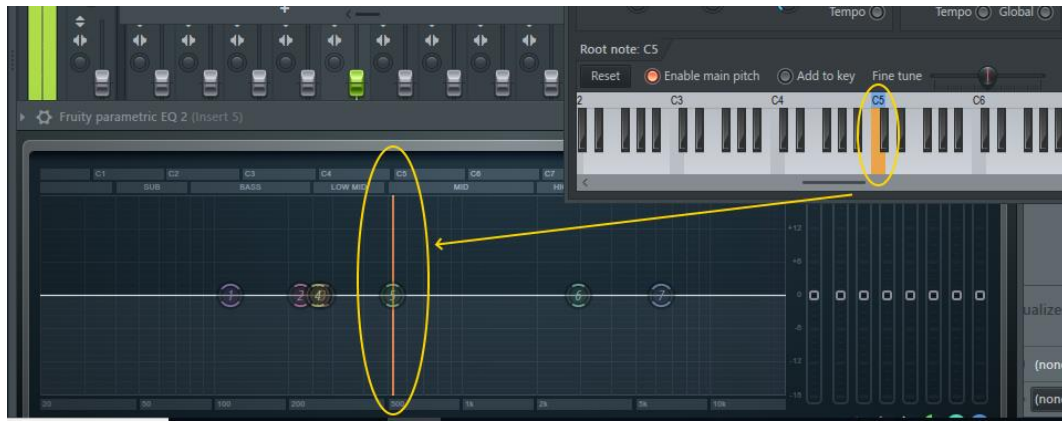 Tempo Tempo Global
Root note: C5
Reset Enable main pitch Add to key Fine tune
2 C3 C4 C5 C6
Fruity parametric EQ 2 (Insert 5)
C1 C2 C3 C4 C5 C6 C7
SUB BASS LOW MID MID
+12
+6
1 2 4 5 6 7 0
ualize
-6
-12
(none
-18
(none
20 50 100 200 500 1k 2k 5k 10k